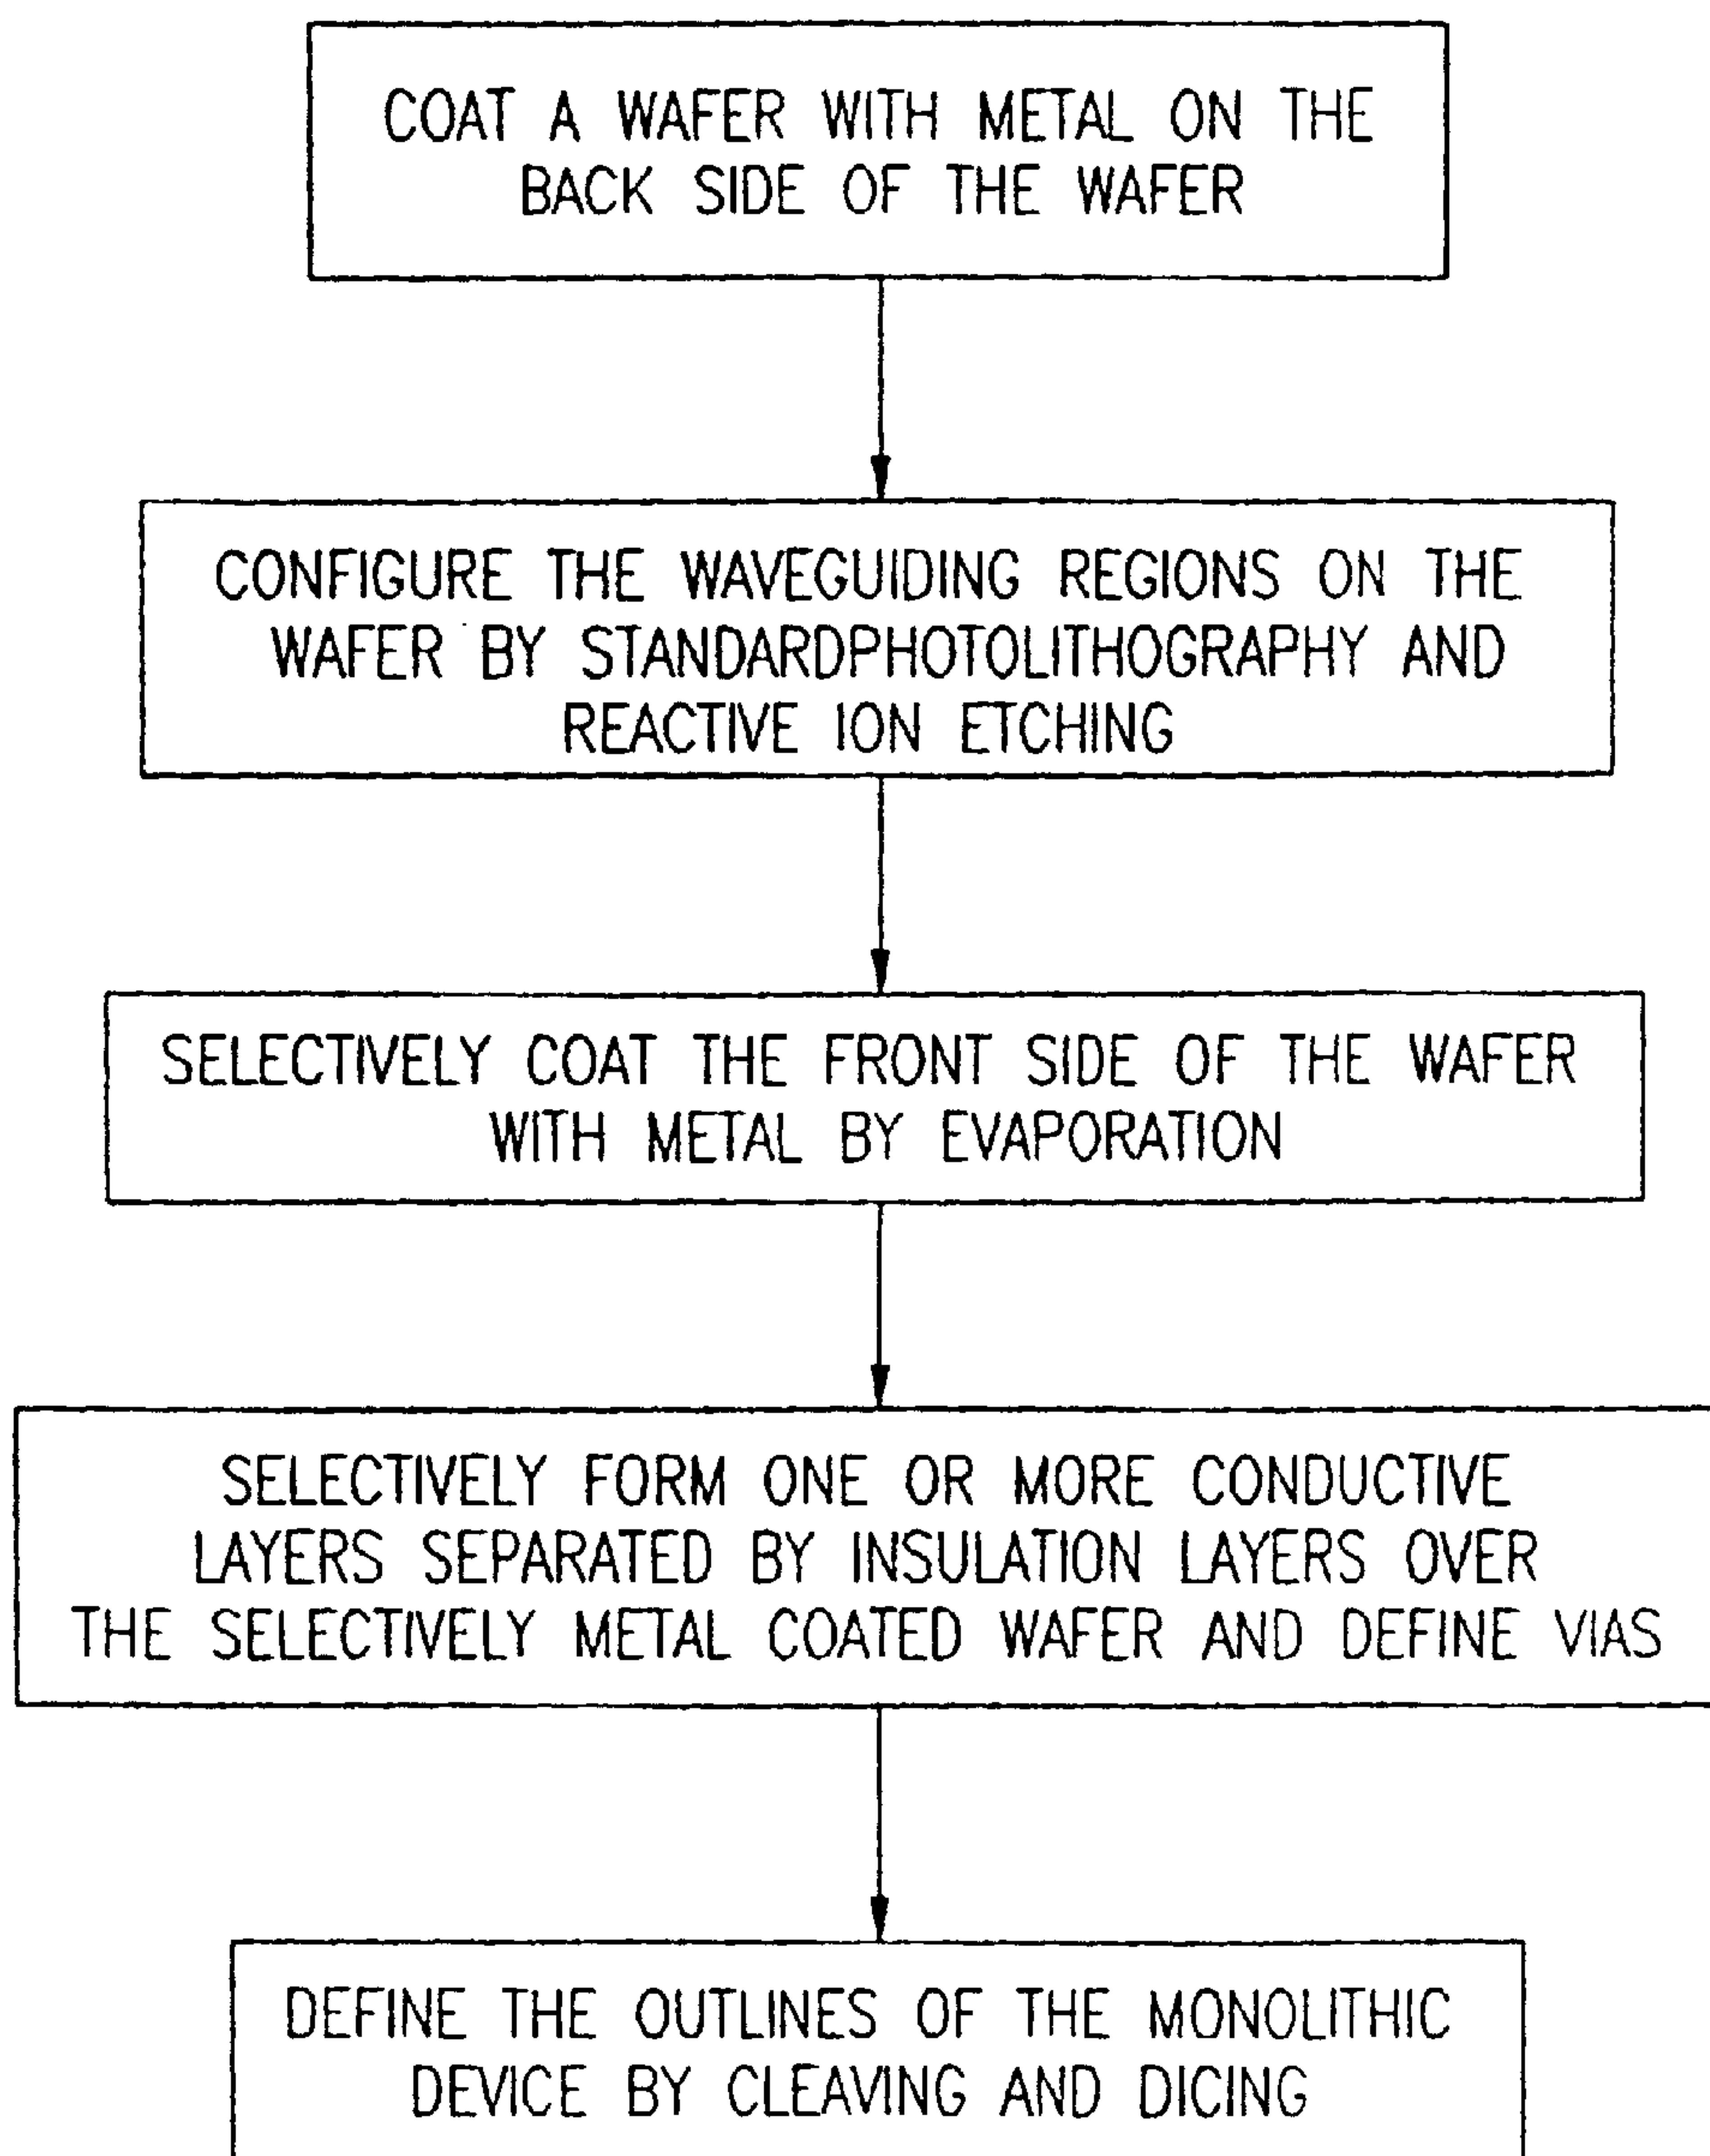 COAT A WAFER WITH METAL ON THE
BACK SIDE OF THE WAFER
CONFIGURE THE WAVEGUIDING REGIONS ON THE
WAFER BY STANDARDPHOTOLITHOGRAPHY AND
REACTIVE ION ETCHING
SELECTIVELY COAT THE FRONT SIDE OF THE WAFER
WITH METAL BY EVAPORATION
SELECTIVELY FORM ONE OR MORE CONDUCTIVE
LAYERS SEPARATED BY INSULATION LAYERS OVER
THE SELECTIVELY METAL COATED WAFER AND DEFINE VIAS
DEFINE THE OUTLINES OF THE MONOLITHIC
DEVICE BY CLEAVING AND DICING